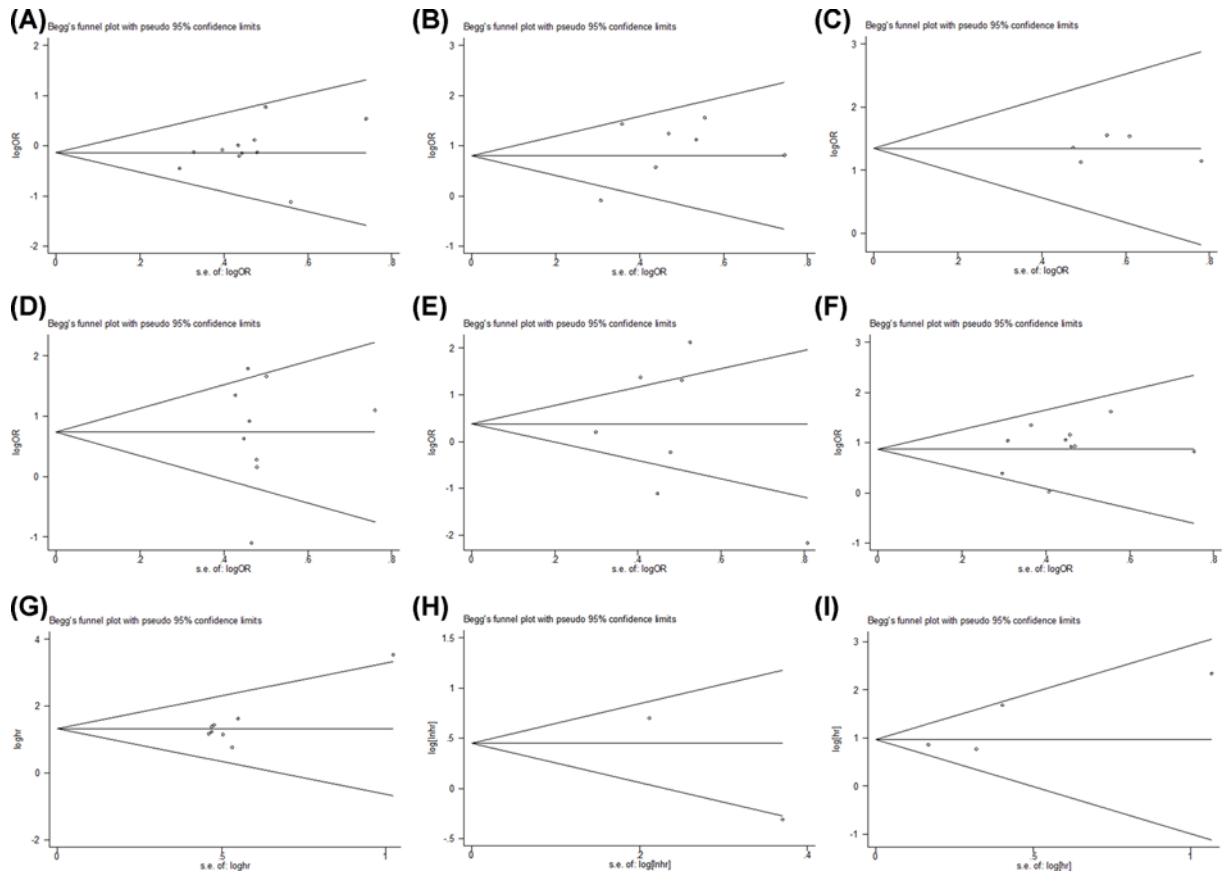 (A)
Begg's funnel plot with pseudo 95% confidence limits
2
1
0
-1
-2
logOR
0
.2
.4
.6
.8
s.e. of: logOR
(B)
Begg's funnel plot with pseudo 95% confidence limits
3
2
1
0
-1
logOR
0
.2
.4
.6
.8
s.e. of: logOR
(C)
Begg's funnel plot with pseudo 95% confidence limits
3
2
1
0
logOR
0
.2
.4
.6
.8
s.e. of: logOR
(D)
Begg's funnel plot with pseudo 95% confidence limits
2
1
0
-1
logOR
0
.2
.4
.6
.8
s.e. of: logOR
(E)
Begg's funnel plot with pseudo 95% confidence limits
2
1
0
-1
-2
logOR
0
.2
.4
.6
.8
s.e. of: logOR
(F)
Begg's funnel plot with pseudo 95% confidence limits
3
2
1
0
-1
logOR
0
.2
.4
.6
.8
s.e. of: logOR
(G)
Begg's funnel plot with pseudo 95% confidence limits
4
2
0
-2
loghr
0
.5
1
s.e. of: loghr
(H)
Begg's funnel plot with pseudo 95% confidence limits
1.5
1
.5
0
-.5
log[lnhr]
0
.2
.4
s.e. of: log[lnhr]
(I)
Begg's funnel plot with pseudo 95% confidence limits
3
2
1
0
-1
log[hr]
0
.5
1
s.e. of: log[hr]